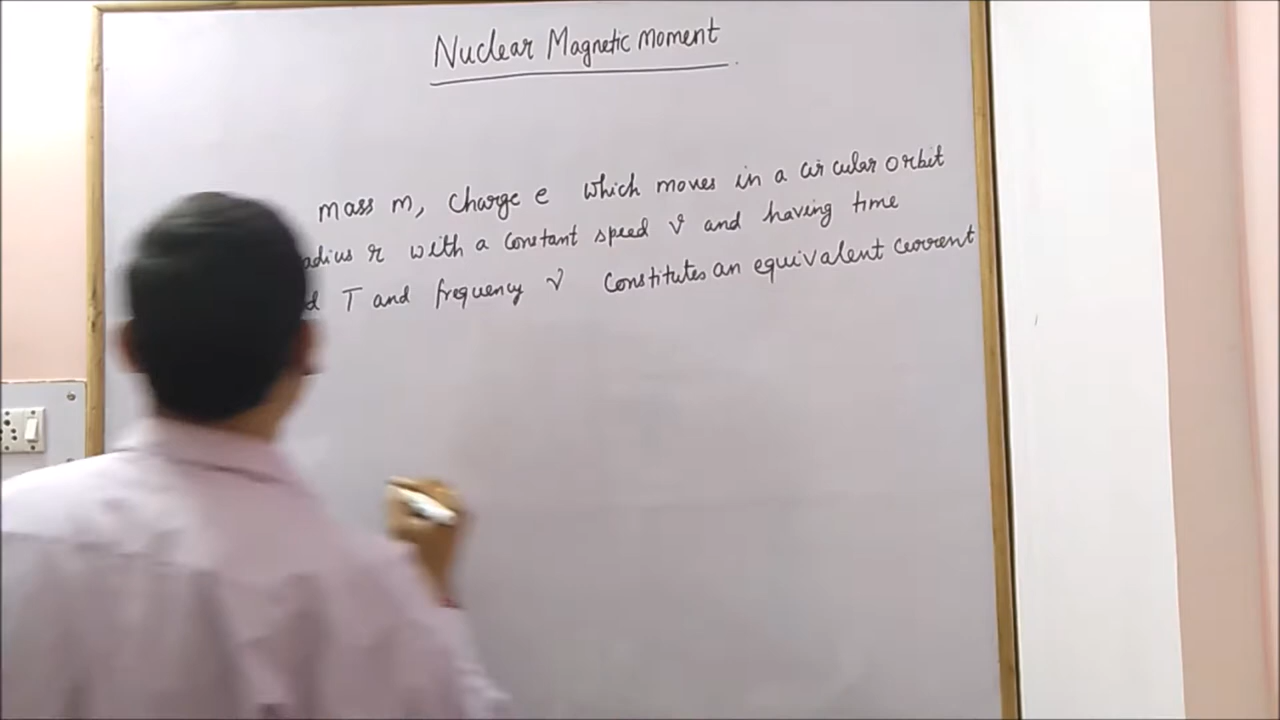 Nuclear Magnetic Moment
mass m, charge e which moves in a circular orbit
adius r with a constant speed v and having time
d T and frequency ν constitutes an equivalent current